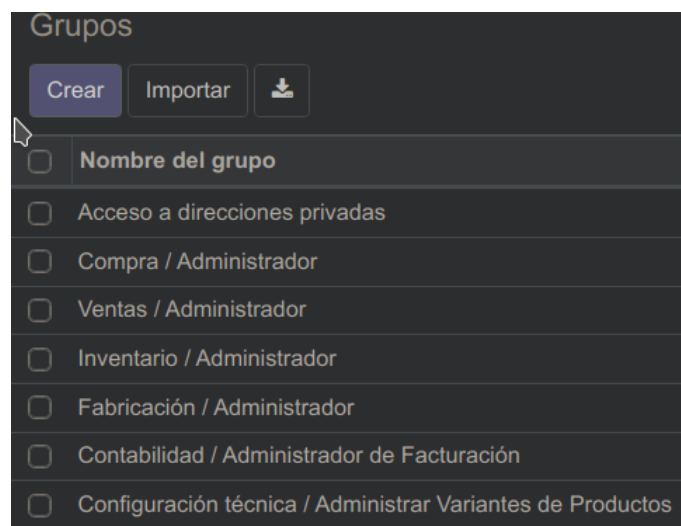 Grupos
Crear Importar
Nombre del grupo
Acceso a direcciones privadas
Compra / Administrador
Ventas / Administrador
Inventario / Administrador
Fabricación / Administrador
Contabilidad / Administrador de Facturación
Configuración técnica / Administrar Variantes de Productos